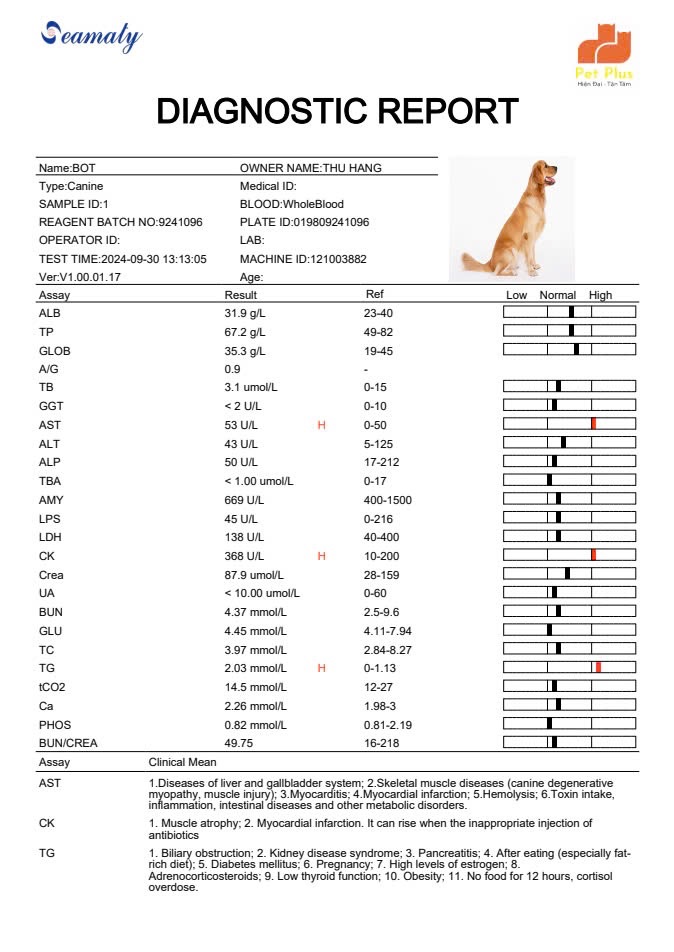 Seamaty
Pet Plus
Hiện Đại - Tận Tâm
DIAGNOSTIC REPORT
Name:BOT OWNER NAME:THU HANG
Type:Canine Medical ID:
SAMPLE ID:1 BLOOD:WholeBlood
REAGENT BATCH NO:9241096 PLATE ID:019809241096
OPERATOR ID: LAB:
TEST TIME:2024-09-30 13:13:05 MACHINE ID:121003882
Ver:V1.00.01.17 Age:
Assay Result Ref Low Normal High
ALB 31.9 g/L 23-40
TP 67.2 g/L 49-82
GLOB 35.3 g/L 19-45
A/G 0.9 -
TB 3.1 umol/L 0-15
GGT < 2 U/L 0-10
AST 53 U/L H 0-50
ALT 43 U/L 5-125
ALP 50 U/L 17-212
TBA < 1.00 umol/L 0-17
AMY 669 U/L 400-1500
LPS 45 U/L 0-216
LDH 138 U/L 40-400
CK 368 U/L H 10-200
Crea 87.9 umol/L 28-159
UA < 10.00 umol/L 0-60
BUN 4.37 mmol/L 2.5-9.6
GLU 4.45 mmol/L 4.11-7.94
TC 3.97 mmol/L 2.84-8.27
TG 2.03 mmol/L H 0-1.13
tCO2 14.5 mmol/L 12-27
Ca 2.26 mmol/L 1.98-3
PHOS 0.82 mmol/L 0.81-2.19
BUN/CREA 49.75 16-218
Assay Clinical Mean
AST 1.Diseases of liver and gallbladder system; 2.Skeletal muscle diseases (canine degenerative
myopathy, muscle injury); 3.Myocarditis; 4.Myocardial infarction; 5.Hemolysis; 6.Toxin intake,
inflammation, intestinal diseases and other metabolic disorders.
CK 1. Muscle atrophy; 2. Myocardial infarction. It can rise when the inappropriate injection of
antibiotics
TG 1. Biliary obstruction; 2. Kidney disease syndrome; 3. Pancreatitis; 4. After eating (especially fat-
rich diet); 5. Diabetes mellitus; 6. Pregnancy; 7. High levels of estrogen; 8.
Adrenocorticosteroids; 9. Low thyroid function; 10. Obesity; 11. No food for 12 hours, cortisol
overdose.